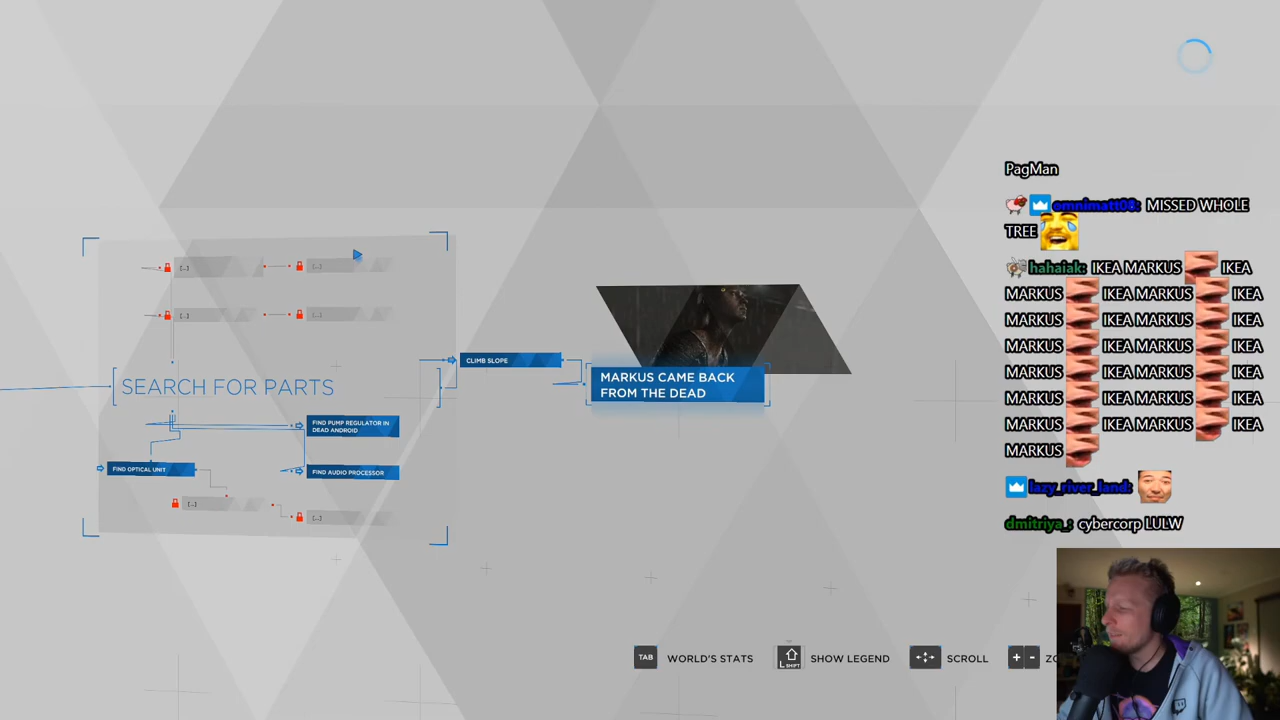 PagMan
omnimatt08: MISSED WHOLE
TREE
hahaiak: IKEA MARKUS IKEA
MARKUS IKEA MARKUS IKEA
MARKUS IKEA MARKUS IKEA
MARKUS IKEA MARKUS IKEA
MARKUS IKEA MARKUS IKEA
MARKUS IKEA MARKUS IKEA
MARKUS IKEA MARKUS IKEA
MARKUS
lazy_river_land:
dmitriya_: cybercorp LULW
[...] [...]
[...] [...]
CLIMB SLOPE
MARKUS CAME BACK
FROM THE DEAD
SEARCH FOR PARTS
FIND PUMP REGULATOR IN
DEAD ANDROID
FIND OPTICAL UNIT
FIND AUDIO PROCESSOR
[...]
[...]
TAB WORLD'S STATS L SHIFT SHOW LEGEND SCROLL + -